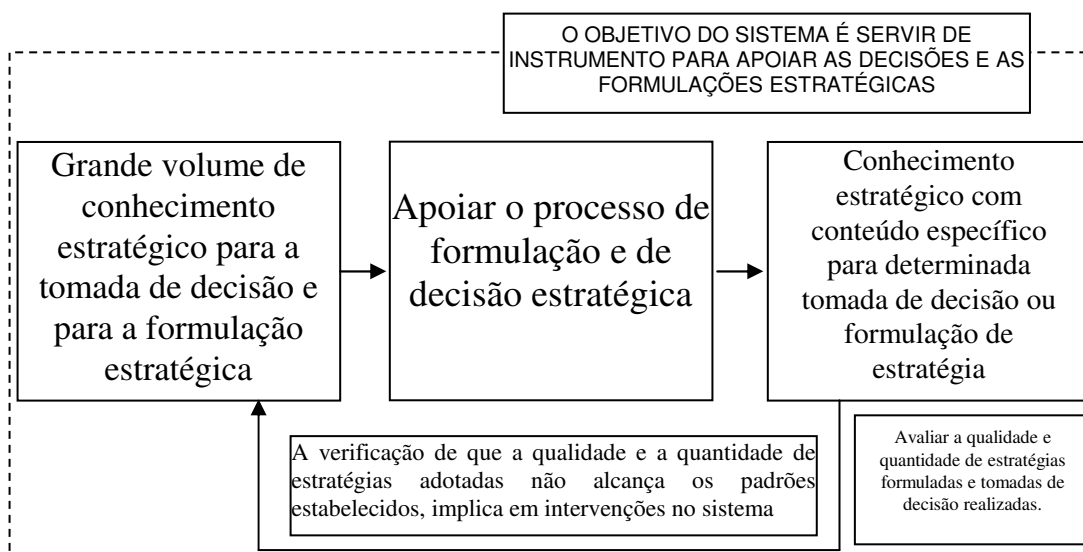 O OBJETIVO DO SISTEMA É SERVIR DE
INSTRUMENTO PARA APOIAR AS DECISÕES E AS
FORMULAÇÕES ESTRATÉGICAS
Grande volume de
conhecimento
estratégico para a
tomada de decisão e
para a formulação
estratégica
Apoiar o processo de
formulação e de
decisão estratégica
Conhecimento
estratégico com
conteúdo específico
para determinada
tomada de decisão ou
formulação de
estratégia
A verificação de que a qualidade e a quantidade de
estratégias adotadas não alcança os padrões
estabelecidos, implica em intervenções no sistema
Avaliar a qualidade e
quantidade de estratégias
formuladas e tomadas de
decisão realizadas.